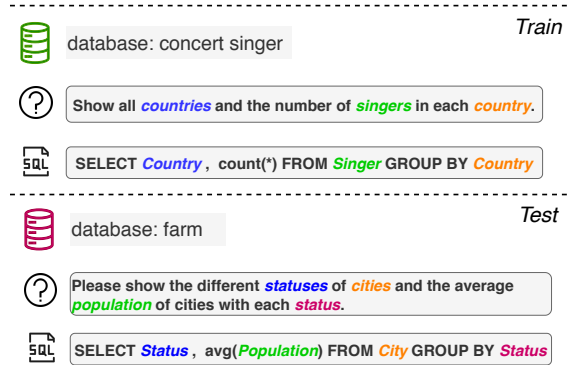 Train
database: concert singer
?
Show all countries and the number of singers in each country.
SQL
SELECT Country , count(*) FROM Singer GROUP BY Country
Test
database: farm
?
Please show the different statuses of cities and the average
population of cities with each status.
SQL
SELECT Status , avg(Population) FROM City GROUP BY Status